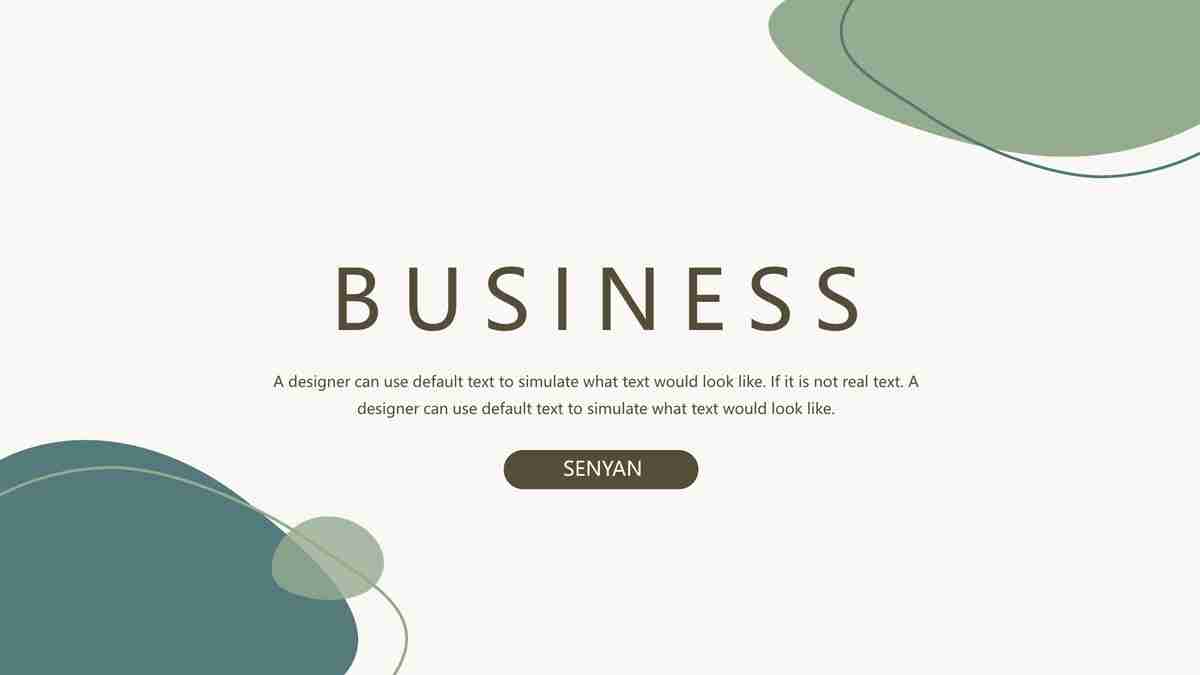 BUSINESS
A designer can use default text to simulate what text would look like. If it is not real text. A
designer can use default text to simulate what text would look like.
SENYAN